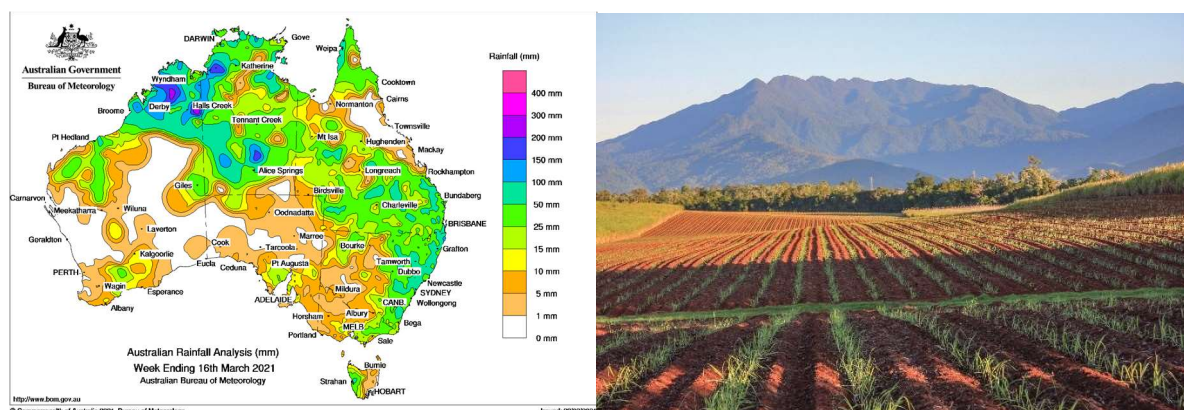 Australian Government
Bureau of Meteorology
DARWIN
Gove
Weipa
Katherine
Wyndham
Cooktown
Derby
Halls Creek
Broome
Normanton
Cairns
Tennant Creek
Townsville
Pt Hedland
Mt Isa
Hughenden
Mackay
Longreach
Rockhampton
Alice Springs
Giles
Birdsville
Bundaberg
Carnarvon
Meekatharra
Wiluna
Oodnadatta
Charleville
BRISBANE
Laverton
Geraldton
Marree
Cook
Tarcoola
Bourke
Grafton
Kalgoorlie
Eucla
Ceduna
Pt Augusta
Tamworth
Dubbo
PERTH
Wagin
Esperance
Newcastle
SYDNEY
Mildura
Wollongong
Albany
ADELAIDE
CANB.
Albury
Horsham
Bega
Portland
MELB
Sale
Burnie
Strahan
HOBART
Rainfall (mm)
400 mm
300 mm
200 mm
150 mm
100 mm
50 mm
25 mm
15 mm
10 mm
5 mm
1 mm
0 mm
Australian Rainfall Analysis (mm)
Week Ending 16th March 2021
Australian Bureau of Meteorology
http://www.bom.gov.au